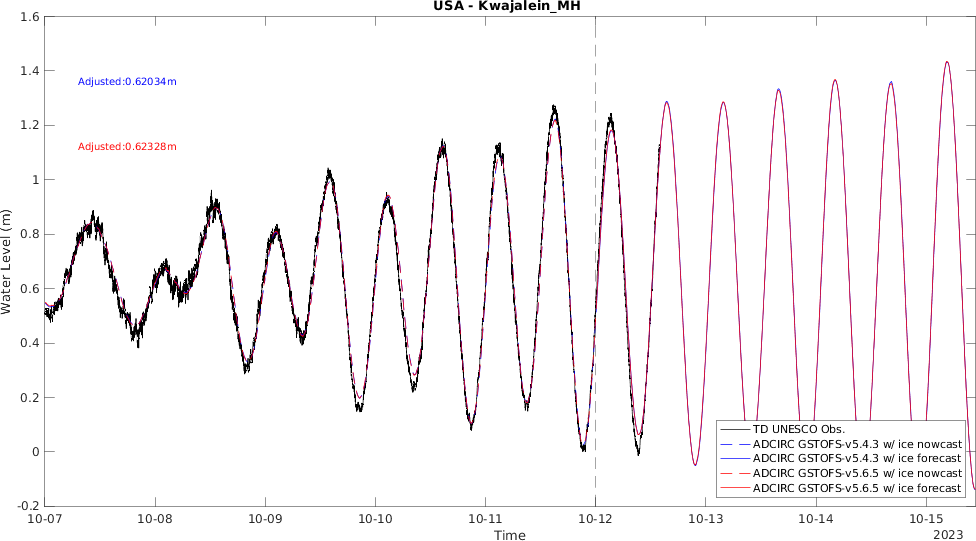 USA - Kwajalein_MH
1.6
1.4
1.2
1
0.8
0.6
0.4
0.2
0
-0.2
Water Level (m)
Adjusted:0.62034m
Adjusted:0.62328m
TD UNESCO Obs.
ADCIRC GSTOFS-v5.4.3 w/ ice nowcast
ADCIRC GSTOFS-v5.4.3 w/ ice forecast
ADCIRC GSTOFS-v5.6.5 w/ ice nowcast
ADCIRC GSTOFS-v5.6.5 w/ ice forecast
10-07 10-08 10-09 10-10 10-11 10-12 10-13 10-14 10-15
Time
2023